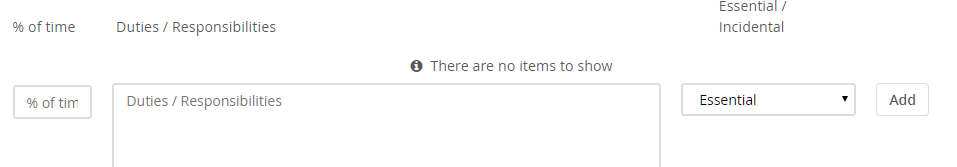 Essential /
% of time Duties / Responsibilities Incidental
There are no items to show
% of tim Duties / Responsibilities Essential Add